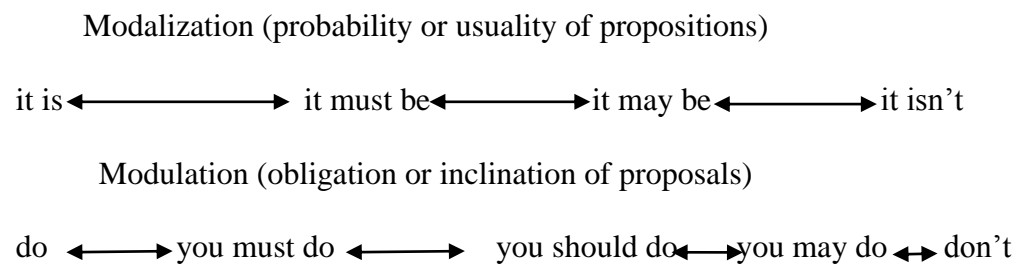 Modalization (probability or usuality of propositions)
it is it must be it may be it isn’t
Modulation (obligation or inclination of proposals)
do you must do you should do you may do don’t